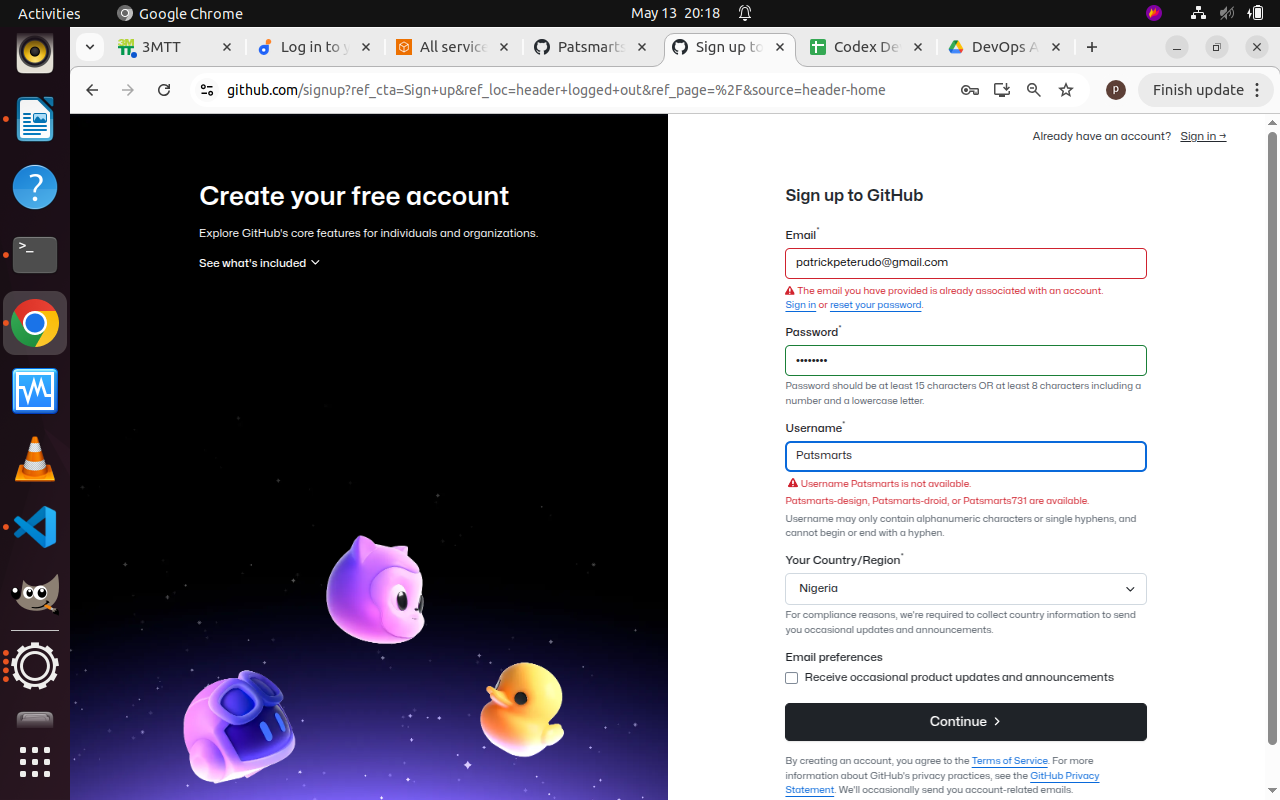 Activities
Google Chrome
May 13 20:18
3MTT
Log in to y
All service
Patsmarts
Sign up to
Codex De
DevOps A
github.com/signup?ref_cta=Sign+up&ref_loc=header+logged+out&ref_page=%2F&source=header-home
p
Finish update
Already have an account? Sign in →
Create your free account
Explore GitHub's core features for individuals and organizations.
See what's included
Sign up to GitHub
Email*
patrickpeterudo@gmail.com
The email you have provided is already associated with an account.
Sign in or reset your password.
Password*
••••••••
Password should be at least 15 characters OR at least 8 characters including a
number and a lowercase letter.
Username*
Patsmarts
Username Patsmarts is not available.
Patsmarts-design, Patsmarts-droid, or Patsmarts731 are available.
Username may only contain alphanumeric characters or single hyphens, and
cannot begin or end with a hyphen.
Your Country/Region*
Nigeria
For compliance reasons, we're required to collect country information to send
you occasional updates and announcements.
Email preferences
Receive occasional product updates and announcements
Continue
By creating an account, you agree to the Terms of Service. For more
information about GitHub's privacy practices, see the GitHub Privacy
Statement. We'll occasionally send you account-related emails.